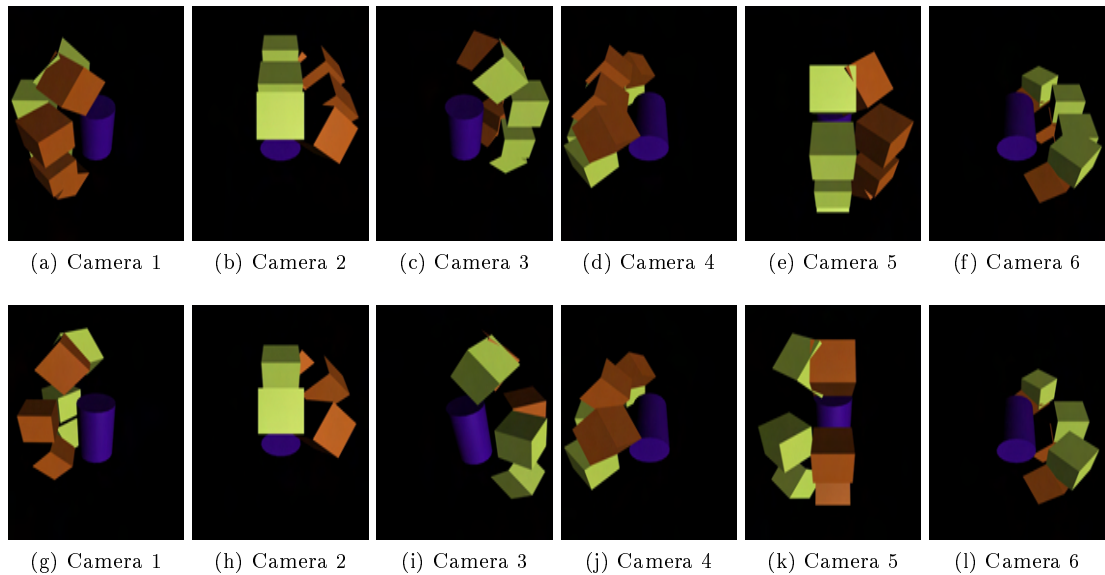 (a) Camera 1
(b) Camera 2
(c) Camera 3
(d) Camera 4
(e) Camera 5
(f) Camera 6
(g) Camera 1
(h) Camera 2
(i) Camera 3
(j) Camera 4
(k) Camera 5
(l) Camera 6